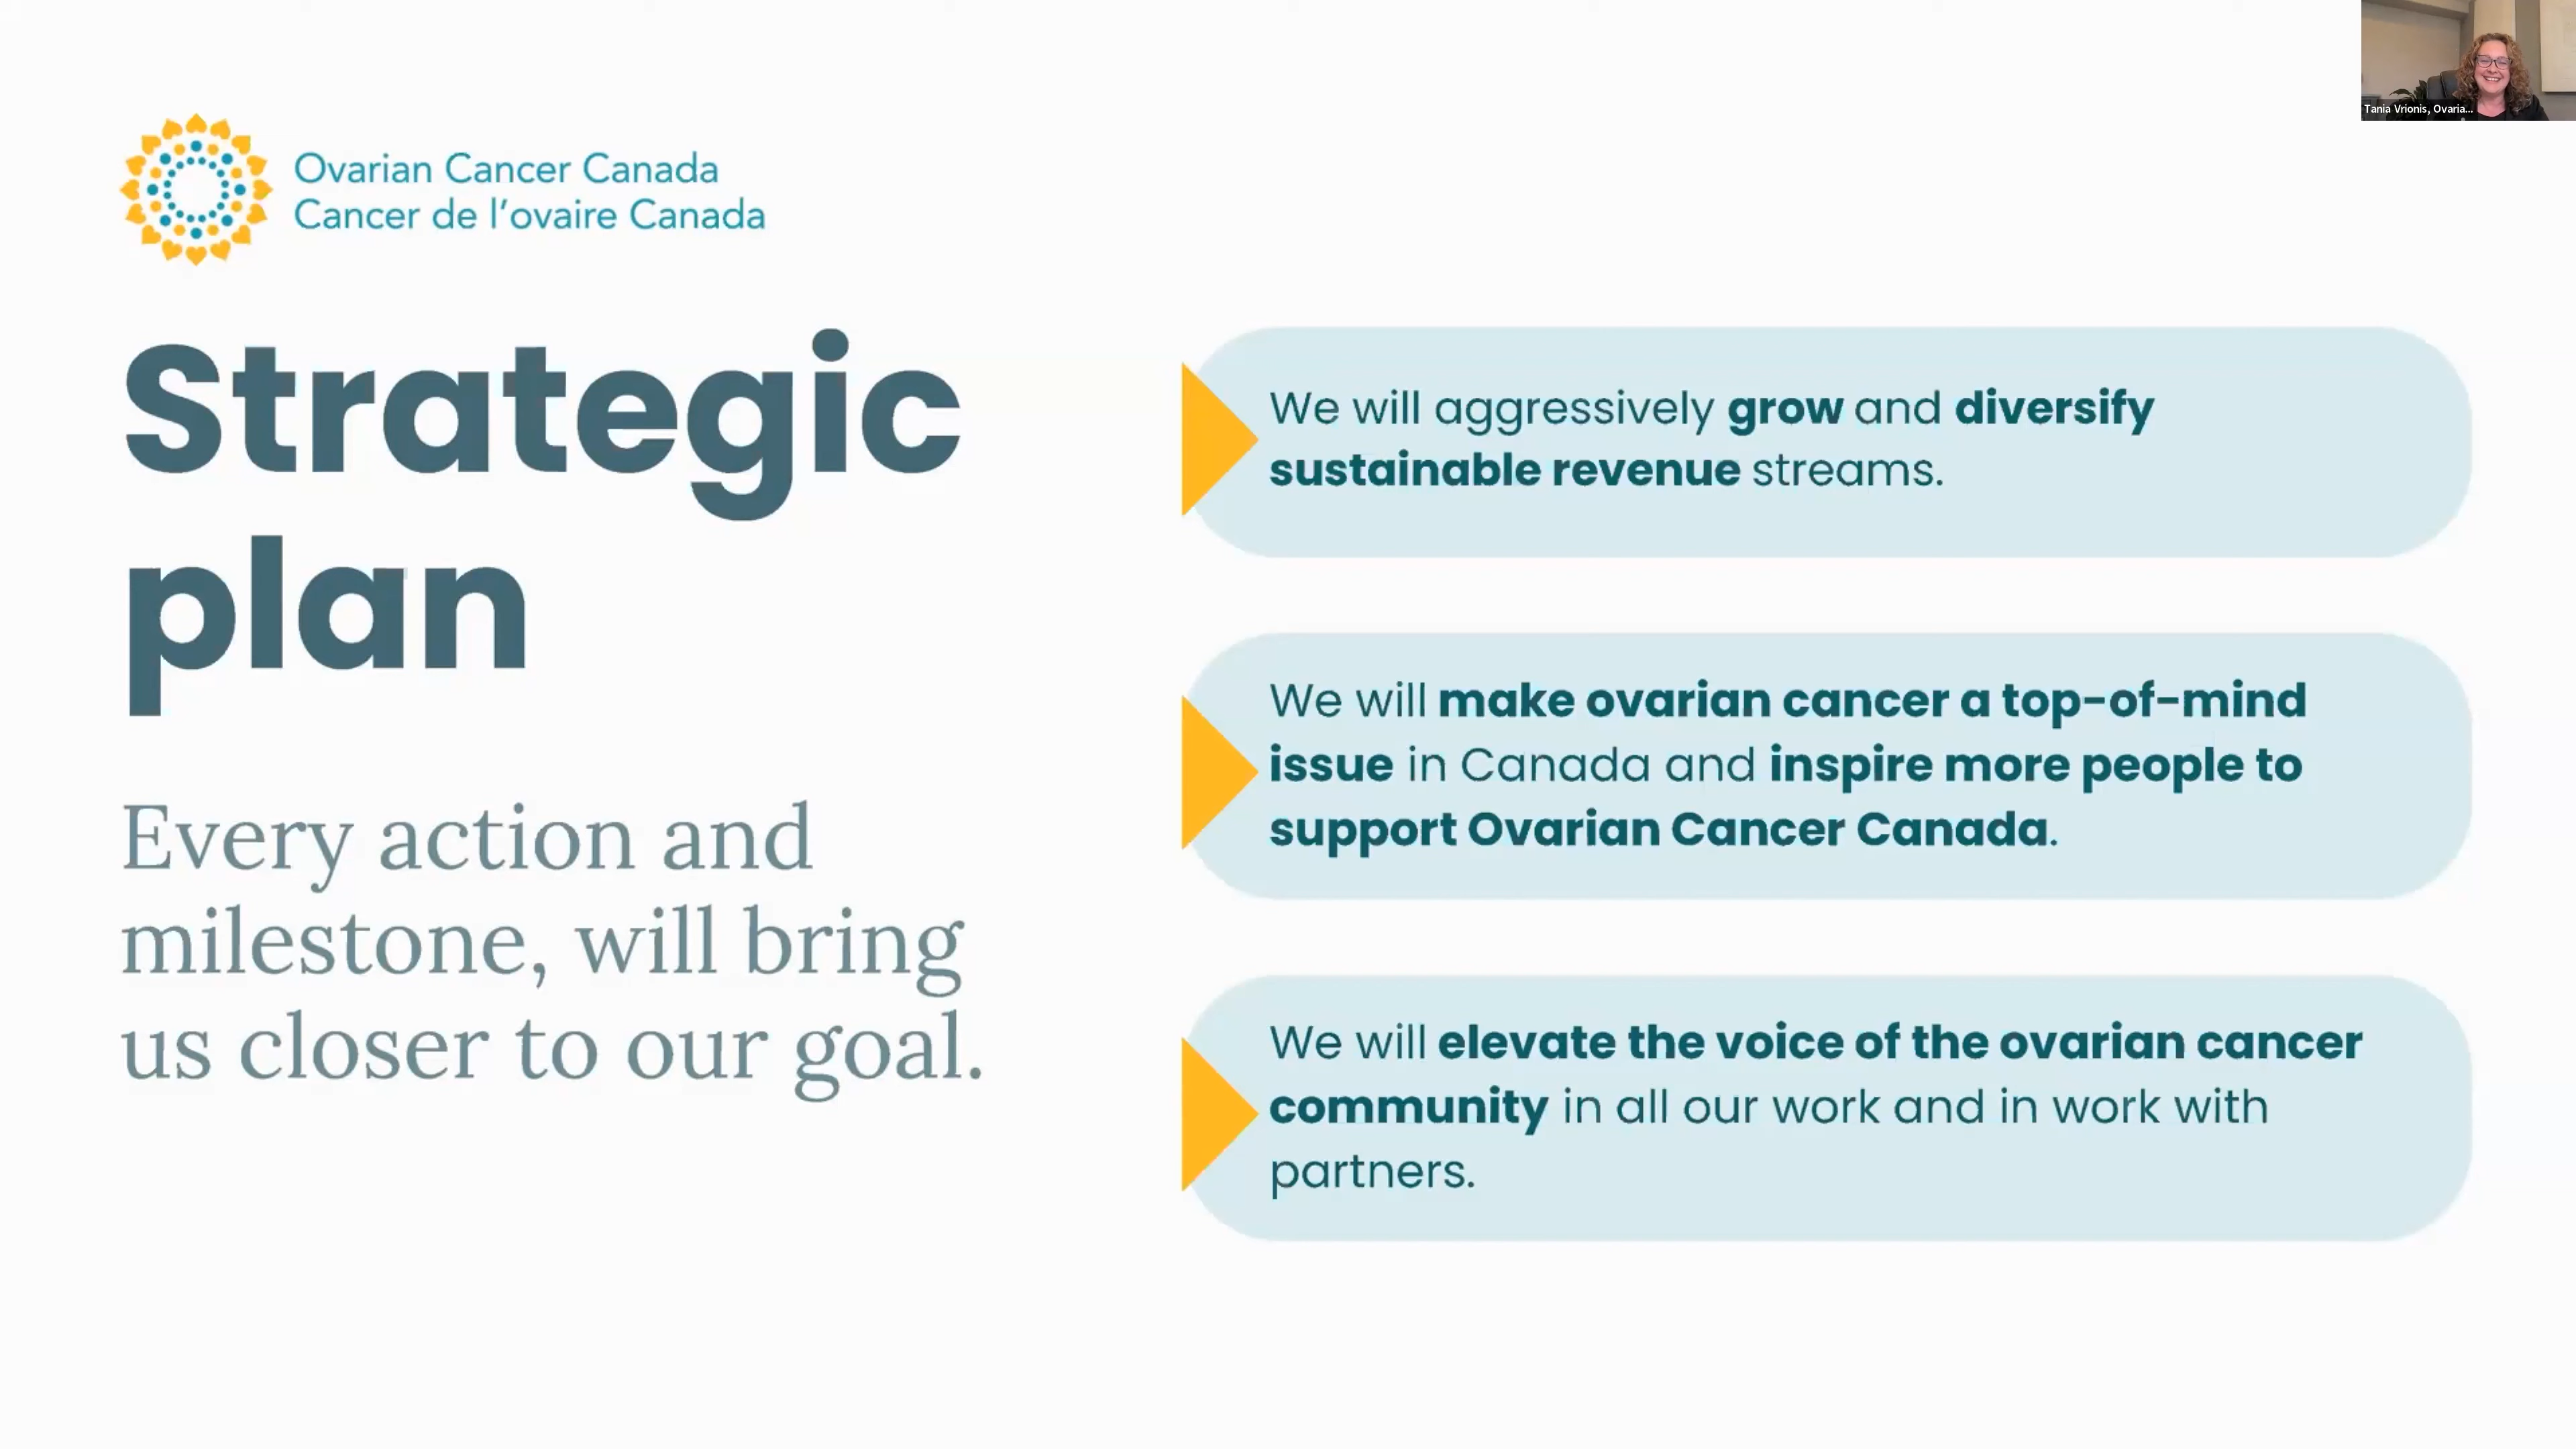 Tania Vrionis, Ovaria...
Ovarian Cancer Canada
Cancer de l'ovaire Canada
Strategic
plan
Every action and
milestone, will bring
us closer to our goal.
We will aggressively grow and diversify
sustainable revenue streams.
We will make ovarian cancer a top-of-mind
issue in Canada and inspire more people to
support Ovarian Cancer Canada.
We will elevate the voice of the ovarian cancer
community in all our work and in work with
partners.